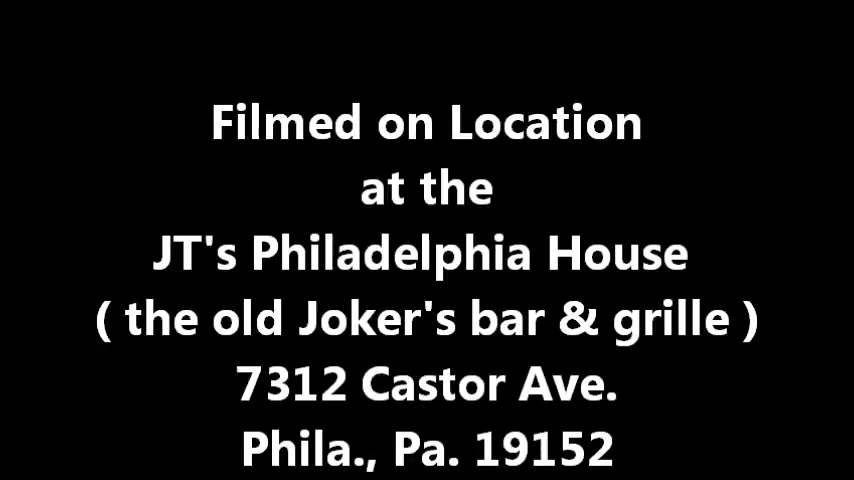 Filmed on Location
at the
JT's Philadelphia House
( the old Joker's bar & grille )
7312 Castor Ave.
Phila., Pa. 19152